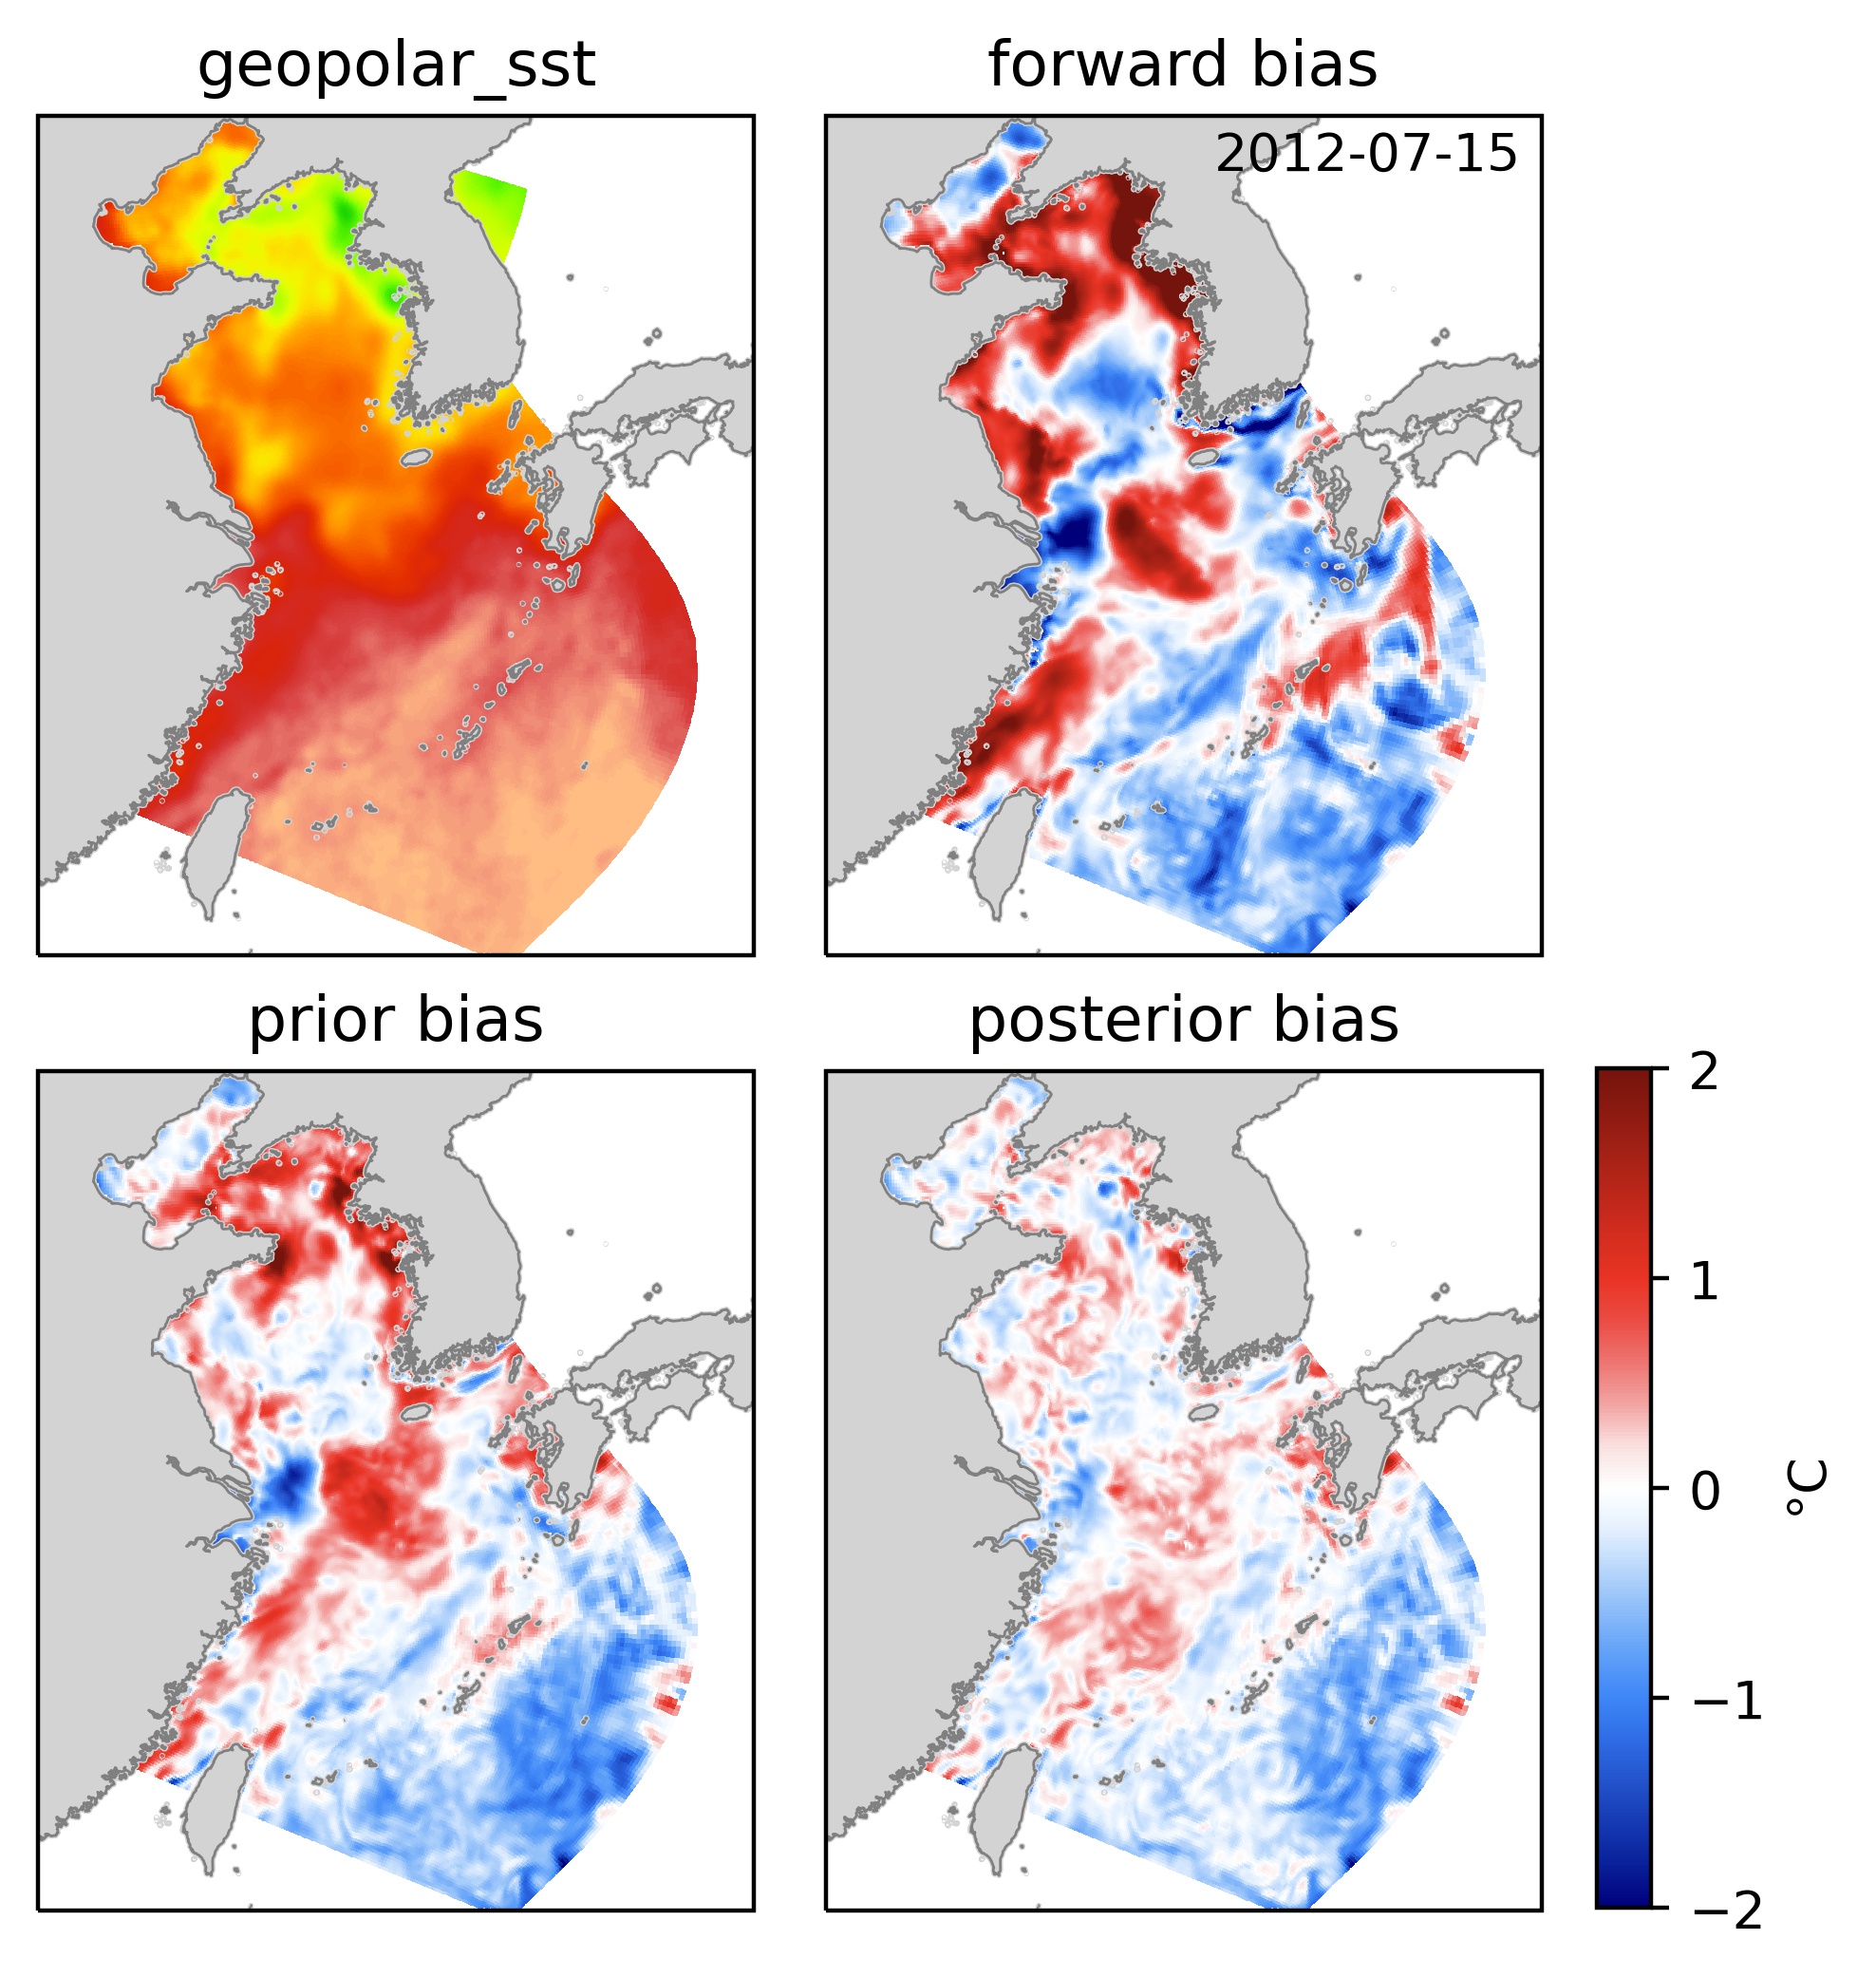 geopolar_sst
forward bias
2012-07-15
prior bias
posterior bias
2
1
0
−1
−2
°C